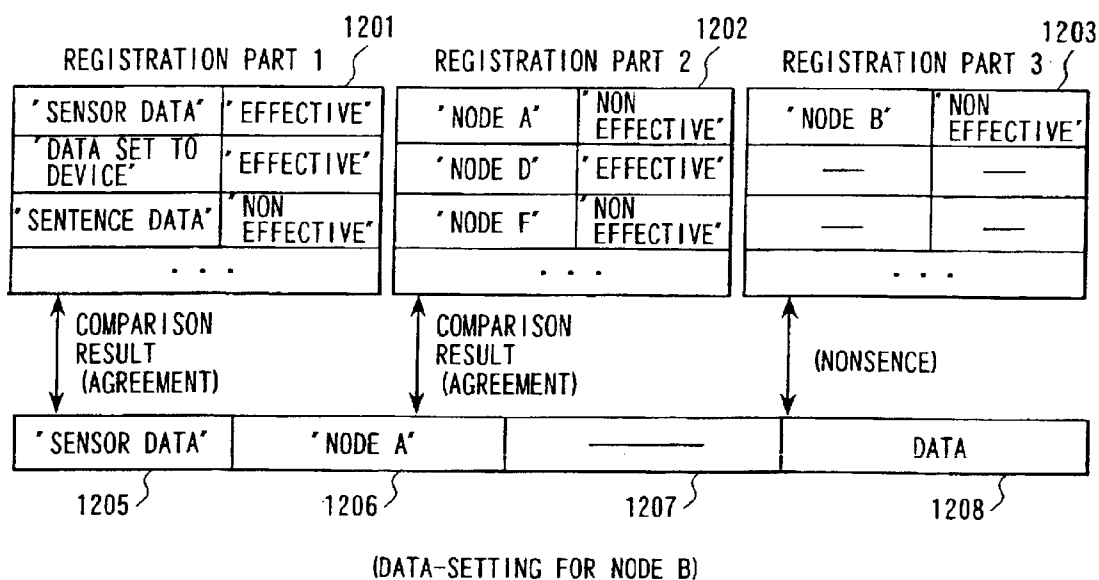 1201
1202
1203
REGISTRATION PART 1
REGISTRATION PART 2
REGISTRATION PART 3
"SENSOR DATA" "EFFECTIVE"
"DATA SET TO
DEVICE" "EFFECTIVE"
"SENTENCE DATA" "NON
EFFECTIVE"
. . .
"NODE A" "NON
EFFECTIVE"
"NODE D" "EFFECTIVE"
"NODE F" "NON
EFFECTIVE"
. . .
"NODE B" "NON
EFFECTIVE"
— —
— —
. . .
COMPARISON
RESULT
(AGREEMENT)
COMPARISON
RESULT
(AGREEMENT)
(NONSENCE)
"SENSOR DATA" "NODE A" — DATA
1205
1206
1207
1208
(DATA-SETTING FOR NODE B)